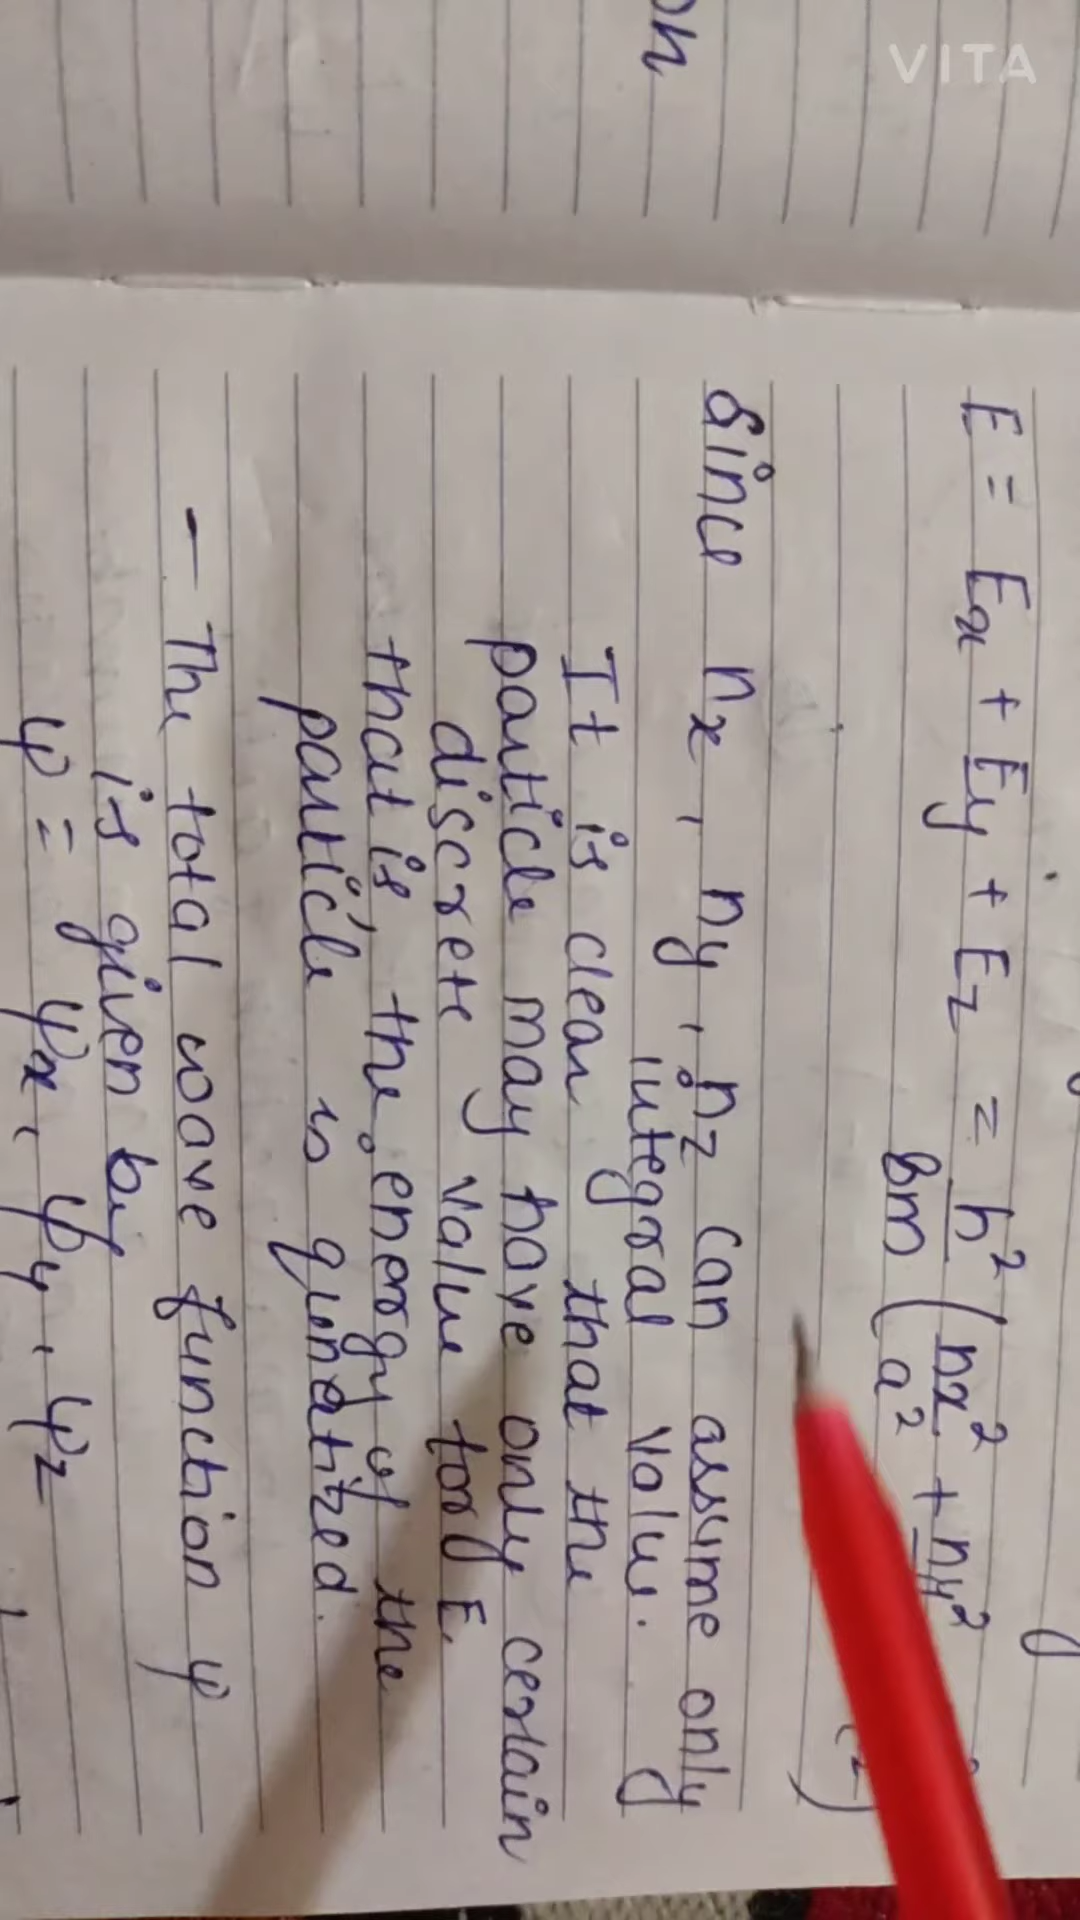 VITA
on
E = Ex + Ey + Ez = h²/8m (nx²/a² + ny²
Since nx, ny, nz can assume only
integral value.
It is clear that the
particle may have only certain
discrete value for E,
that is, the energy of the
particle is quantized.
— The total wave function ψ
is given by
ψ = ψx, ψy, ψz